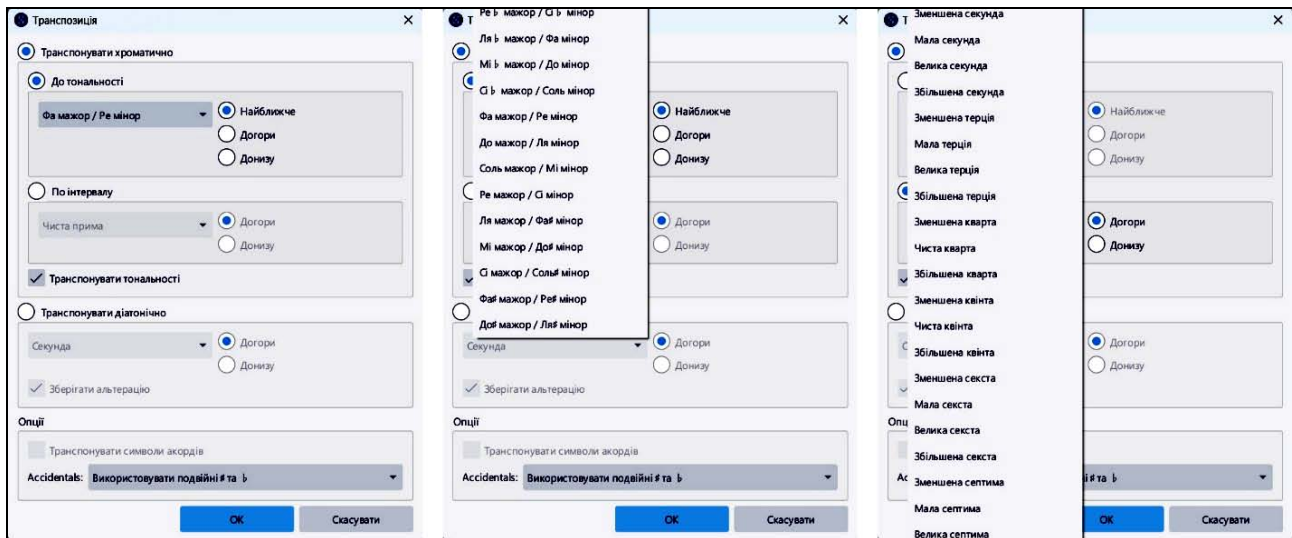 Транспозиція
Транспонувати хроматично
До тональності
Фа мажор / Ре мінор
Найближче
Догори
Донизу
По інтервалу
Чиста прима
Догори
Донизу
Транспонувати тональності
Транспонувати діатонічно
Секунда
Догори
Донизу
Зберігати альтерацію
Опції
Транспонувати символи акордів
Accidentals: Використовувати подвійні ♯ та ♭
ОК
Скасувати
Ре♭ мажор / Сі♭ мінор
Ля♭ мажор / Фа мінор
Мі♭ мажор / До мінор
Сі♭ мажор / Соль мінор
Фа мажор / Ре мінор
До мажор / Ля мінор
Соль мажор / Мі мінор
Ре мажор / Сі мінор
Ля мажор / Фа♯ мінор
Мі мажор / До♯ мінор
Сі мажор / Соль♯ мінор
Фа♯ мажор / Ре♯ мінор
До♯ мажор / Ля♯ мінор
Найближче
Догори
Донизу
Догори
Донизу
Секунда
Догори
Донизу
Зберігати альтерацію
Опції
Транспонувати символи акордів
Accidentals: Використовувати подвійні ♯ та ♭
ОК
Скасувати
Зменшена секунда
Мала секунда
Велика секунда
Збільшена секунда
Зменшена терція
Мала терція
Велика терція
Збільшена терція
Зменшена кварта
Чиста кварта
Збільшена кварта
Зменшена квінта
Чиста квінта
Збільшена квінта
Зменшена секста
Мала секста
Велика секста
Збільшена секста
Зменшена септима
Мала септима
Велика септима
Найближче
Догори
Донизу
Догори
Донизу
Догори
Донизу
♯ та ♭
ОК
Скасувати